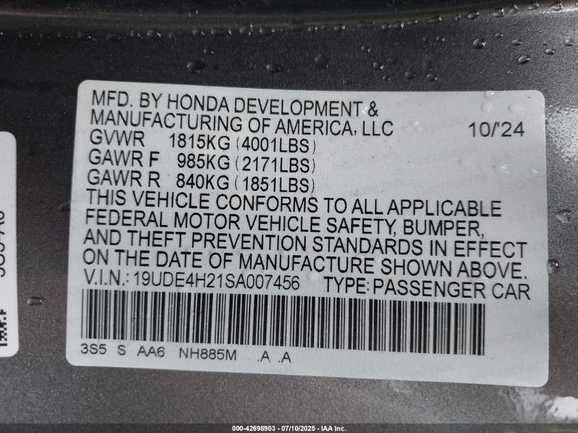 MFD. BY HONDA DEVELOPMENT &
MANUFACTURING OF AMERICA, LLC 10/'24
GVWR 1815KG (4001LBS)
GAWR F 985KG (2171LBS)
GAWR R 840KG (1851LBS)
THIS VEHICLE CONFORMS TO ALL APPLICABLE
FEDERAL MOTOR VEHICLE SAFETY, BUMPER,
AND THEFT PREVENTION STANDARDS IN EFFECT
ON THE DATE OF MANUFACTURE SHOWN ABOVE.
V.I.N.: 19UDE4H21SA007456 TYPE: PASSENGER CAR
3S5 S AA6 NH885M .A .A
000-42698903 / 07/10/2025 - IAA Inc.